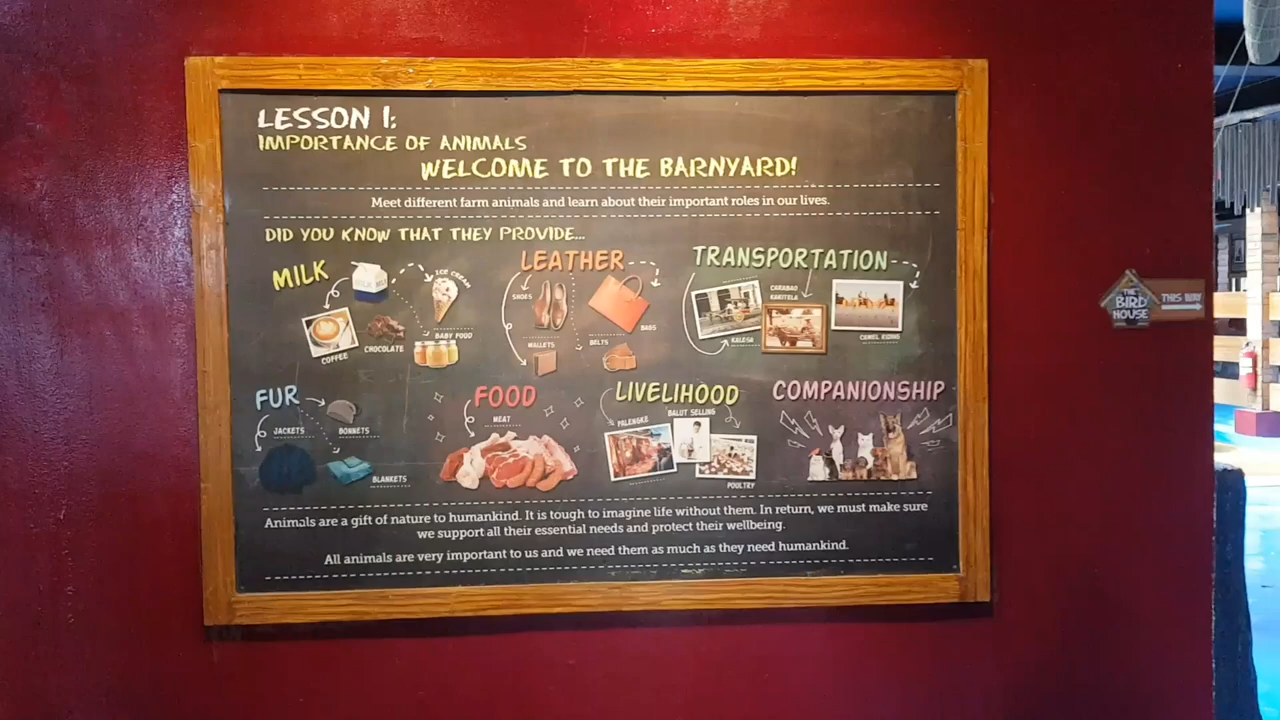 LESSON 1:
IMPORTANCE OF ANIMALS
WELCOME TO THE BARNYARD!
Meet different farm animals and learn about their important roles in our lives.
DID YOU KNOW THAT THEY PROVIDE...
MILK
MILK
ICE CREAM
COFFEE
CHOCOLATE
BABY FOOD
LEATHER
SHOES
BAGS
WALLETS
BELTS
TRANSPORTATION
KALESA
CARABAO
KARITELA
CAMEL RIDING
FUR
JACKETS
BONNETS
BLANKETS
FOOD
MEAT
LIVELIHOOD
PALENGKE
BALUT SELLING
POULTRY
COMPANIONSHIP
Animals are a gift of nature to humankind. It is tough to imagine life without them. In return, we must make sure
we support all their essential needs and protect their wellbeing.
All animals are very important to us and we need them as much as they need humankind.
THE
BIRD
HOUSE
THIS WAY